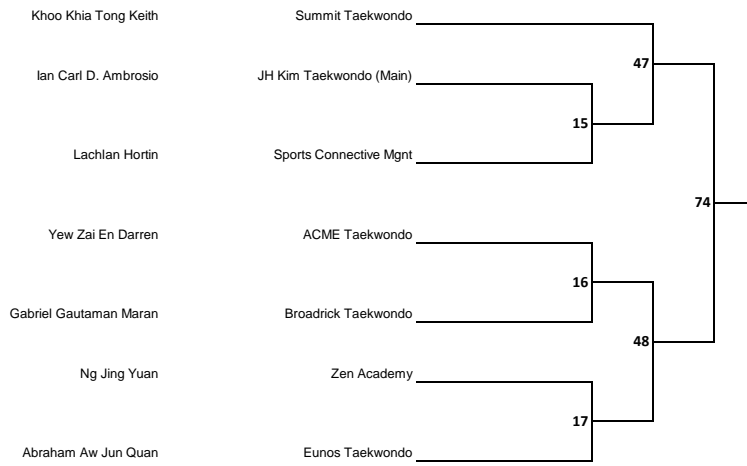 Khoo Khia Tong Keith Summit Taekwondo
47
Ian Carl D. Ambrosio JH Kim Taekwondo (Main)
15
Lachlan Hortin Sports Connective Mgnt
74
Yew Zai En Darren ACME Taekwondo
16
Gabriel Gautaman Maran Broadrick Taekwondo
48
Ng Jing Yuan Zen Academy
17
Abraham Aw Jun Quan Eunos Taekwondo